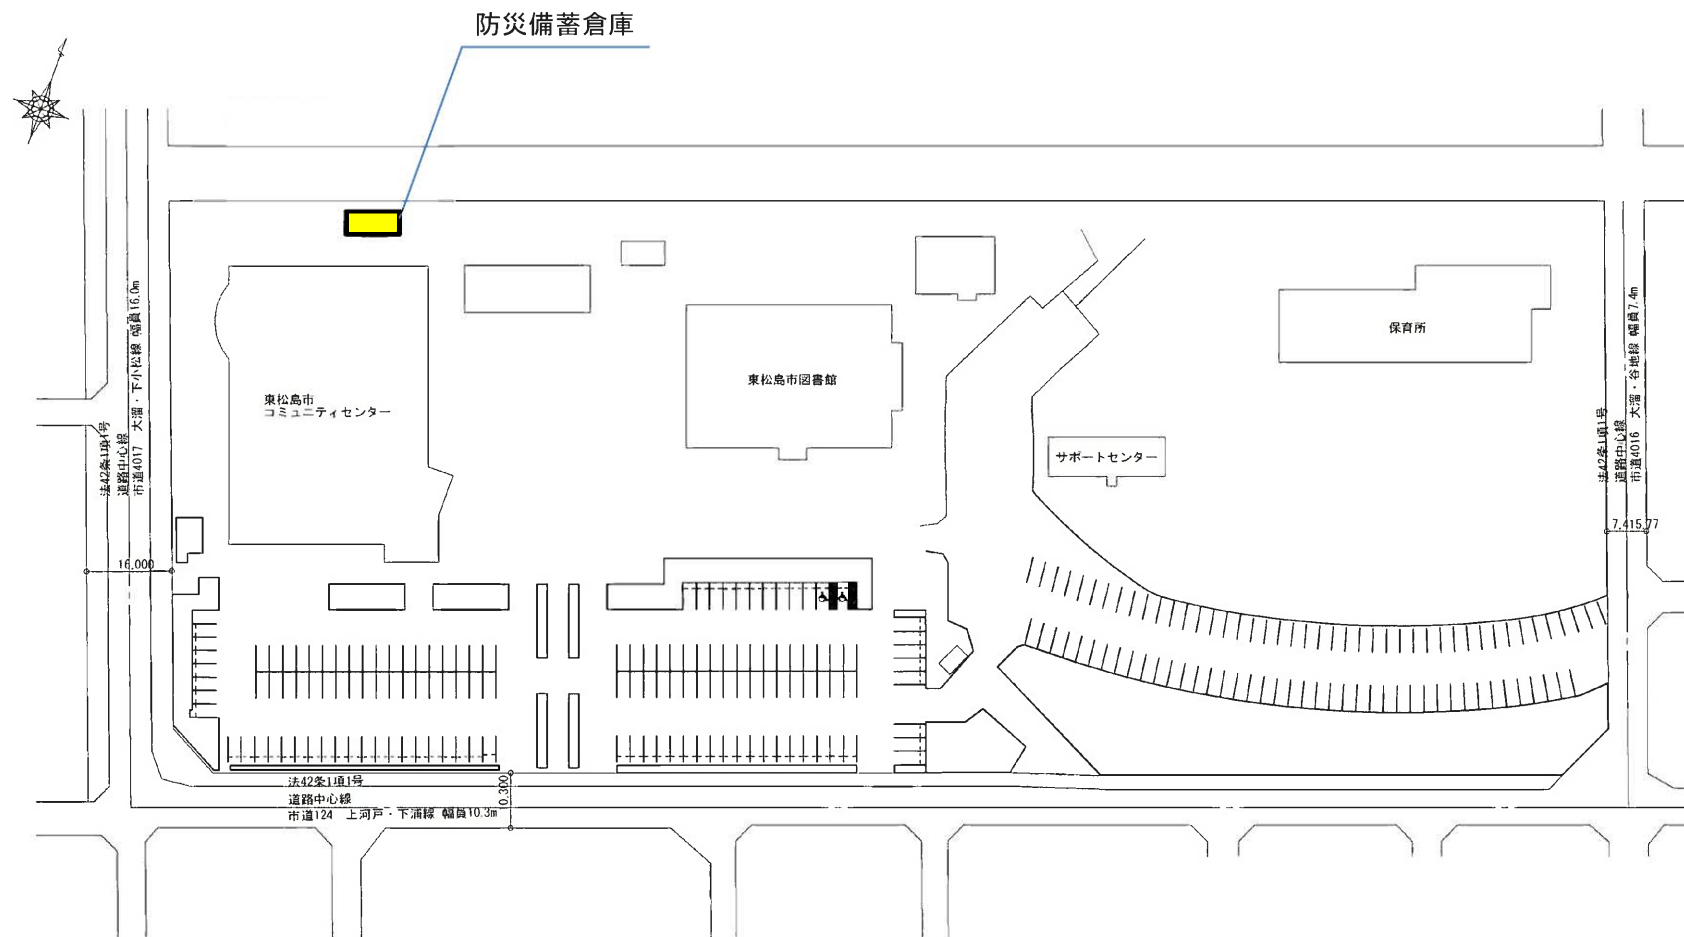 防災備蓄倉庫
東松島市
コミュニティセンター
東松島市図書館
保育所
サポートセンター
法42条1項1号
道路中心線
市道4017 大溜・下小松線 幅員16.0m
法42条1項1号
道路中心線
市道4016 大溜・谷地線 幅員7.4m
16,000
7,415.77
10.300
法42条1項1号
道路中心線
市道124 上河戸・下浦線 幅員10.3m